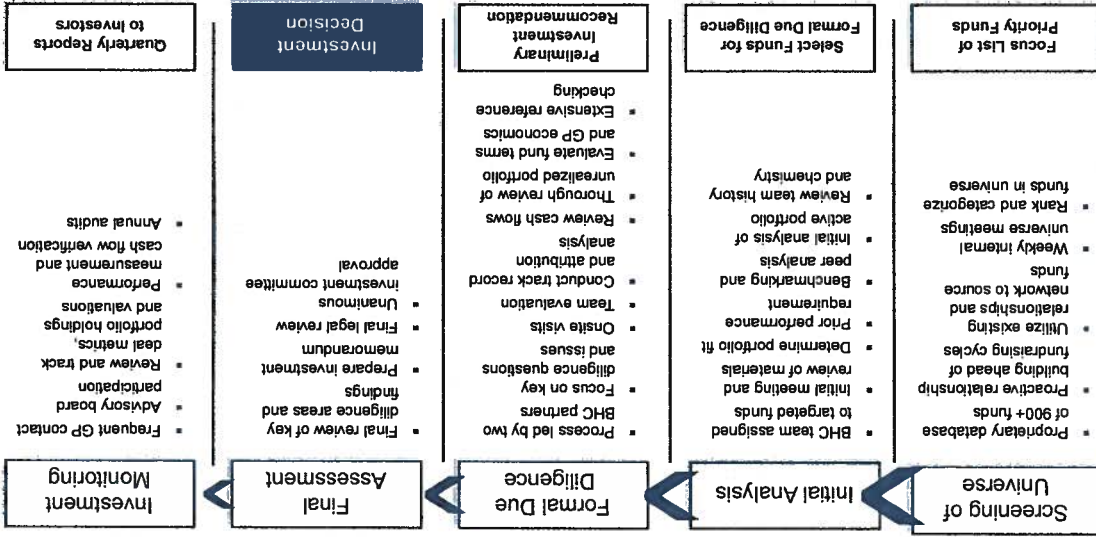 Screening of
Universe
▪ Proprietary database
of 900+ funds
▪ Proactive relationship
building ahead of
fundraising cycles
▪ Utilize existing
relationships and
network to source
funds
▪ Weekly internal
universe meetings
▪ Rank and categorize
funds in universe
Focus List of
Priority Funds
Initial Analysis
▪ BHC team assigned
to targeted funds
▪ Initial meeting and
review of materials
▪ Determine portfolio fit
▪ Prior performance
requirement
▪ Benchmarking and
peer analysis
▪ Initial analysis of
active portfolio
▪ Review team history
and chemistry
Select Funds for
Formal Due Diligence
Formal Due
Diligence
▪ Process led by two
BHC partners
▪ Focus on key
diligence questions
and issues
▪ Onsite visits
▪ Team evaluation
▪ Conduct track record
and attribution
analysis
▪ Review cash flows
▪ Thorough review of
unrealized portfolio
▪ Evaluate fund terms
and GP economics
▪ Extensive reference
checking
Preliminary
Investment
Recommendation
Final
Assessment
▪ Final review of key
diligence areas and
findings
▪ Prepare investment
memorandum
▪ Final legal review
▪ Unanimous
investment committee
approval
Investment
Decision
Investment
Monitoring
▪ Frequent GP contact
▪ Advisory board
participation
▪ Review and track
deal metrics,
portfolio holdings
and valuations
▪ Performance
measurement and
cash flow verification
▪ Annual audits
Quarterly Reports
to Investors